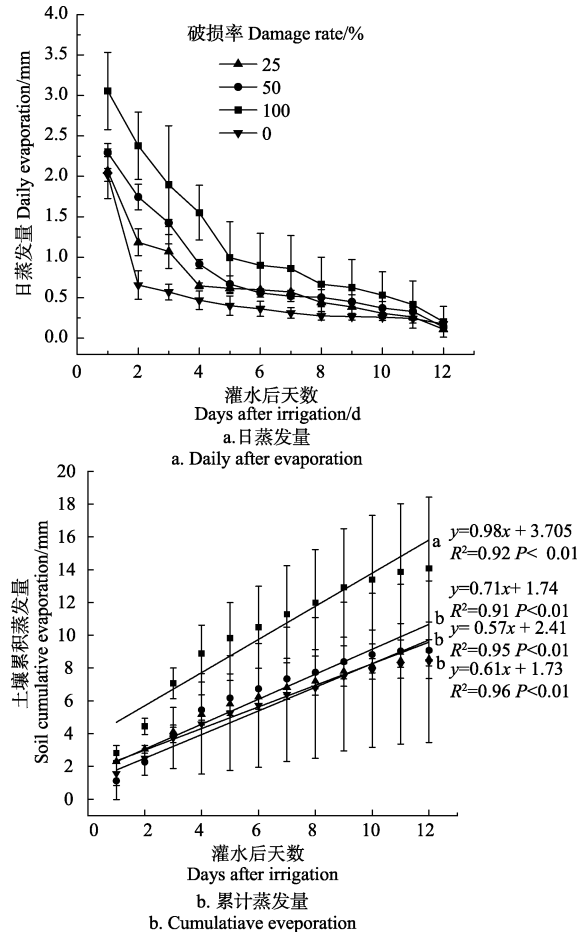 4.0
3.5
3.0
2.5
2.0
1.5
1.0
0.5
0.0
日蒸发量 Daily evaporation/mm
破损率 Damage rate/%
25
50
100
0
0 2 4 6 8 10 12
灌水后天数
Days after irrigation/d
a.日蒸发量
a. Daily after evaporation
20
18
16
14
12
10
8
6
4
2
0
土壤累积蒸发量/mm
Soil cumulative evaporation/mm
a
y=0.98x + 3.705
R²=0.92 P< 0.01
b
y=0.71x+ 1.74
R²=0.91 P<0.01
b
y= 0.57x + 2.41
R²=0.95 P<0.01
b
y=0.61x + 1.73
R²=0.96 P<0.01
0 2 4 6 8 10 12
灌水后天数
Days after irrigation
b. 累计蒸发量
b. Cumulatiave eveporation